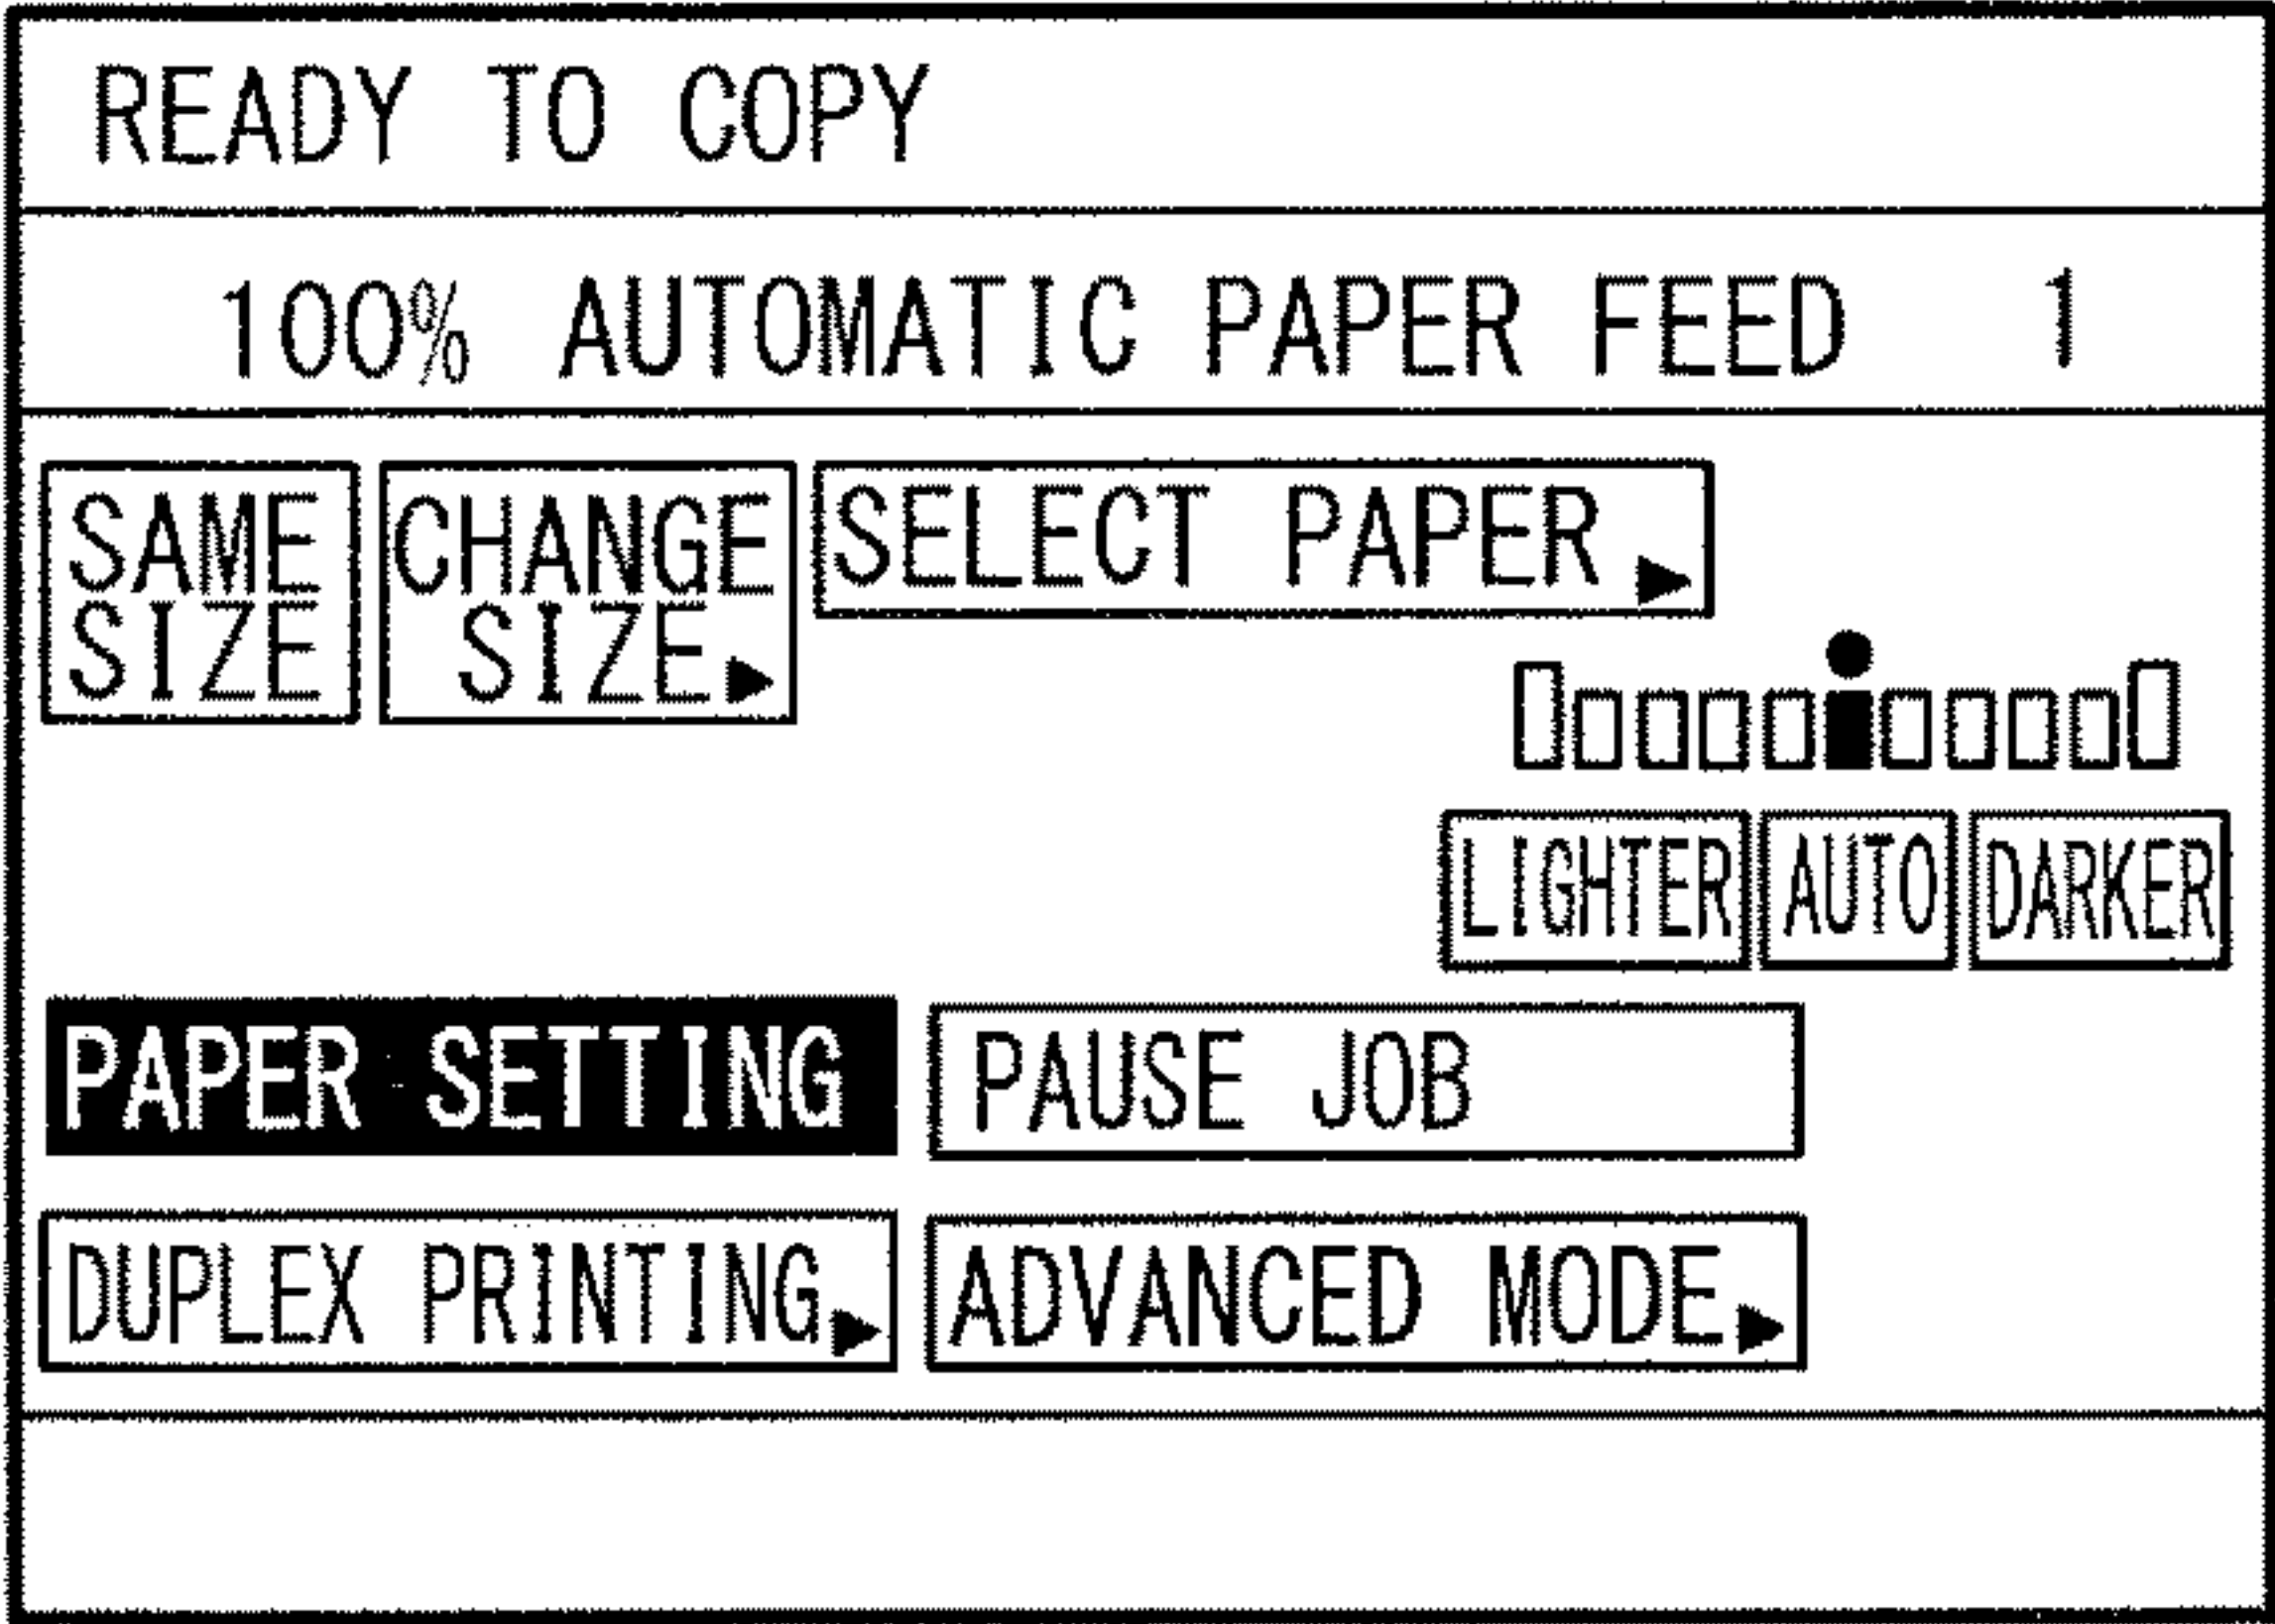 READY TO COPY
100% AUTOMATIC PAPER FEED 1
SAME
SIZE
CHANGE
SIZE
SELECT PAPER
LIGHTER
AUTO
DARKER
PAPER SETTING
PAUSE JOB
DUPLEX PRINTING
ADVANCED MODE